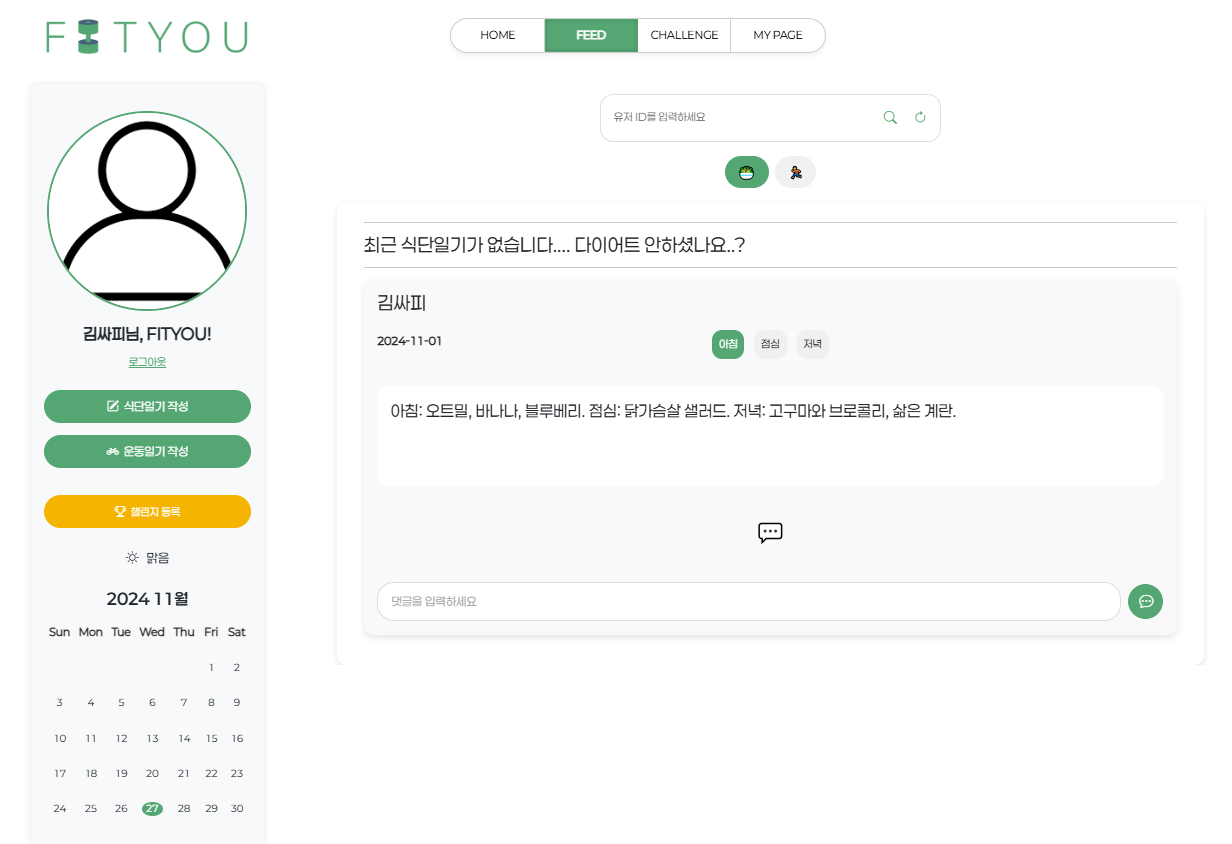 FITYOU
HOME FEED CHALLENGE MY PAGE
유저 ID를 입력하세요
최근 식단일기가 없습니다.... 다이어트 안하셨나요..?
김싸피
2024-11-01 아침 점심 저녁
아침: 오트밀, 바나나, 블루베리. 점심: 닭가슴살 샐러드. 저녁: 고구마와 브로콜리, 삶은 계란.
댓글을 입력하세요
김싸피님, FITYOU!
로그아웃
식단일기 작성
운동일기 작성
챌린지 등록
맑음
2024 11월
Sun Mon Tue Wed Thu Fri Sat
1 2
3 4 5 6 7 8 9
10 11 12 13 14 15 16
17 18 19 20 21 22 23
24 25 26 27 28 29 30